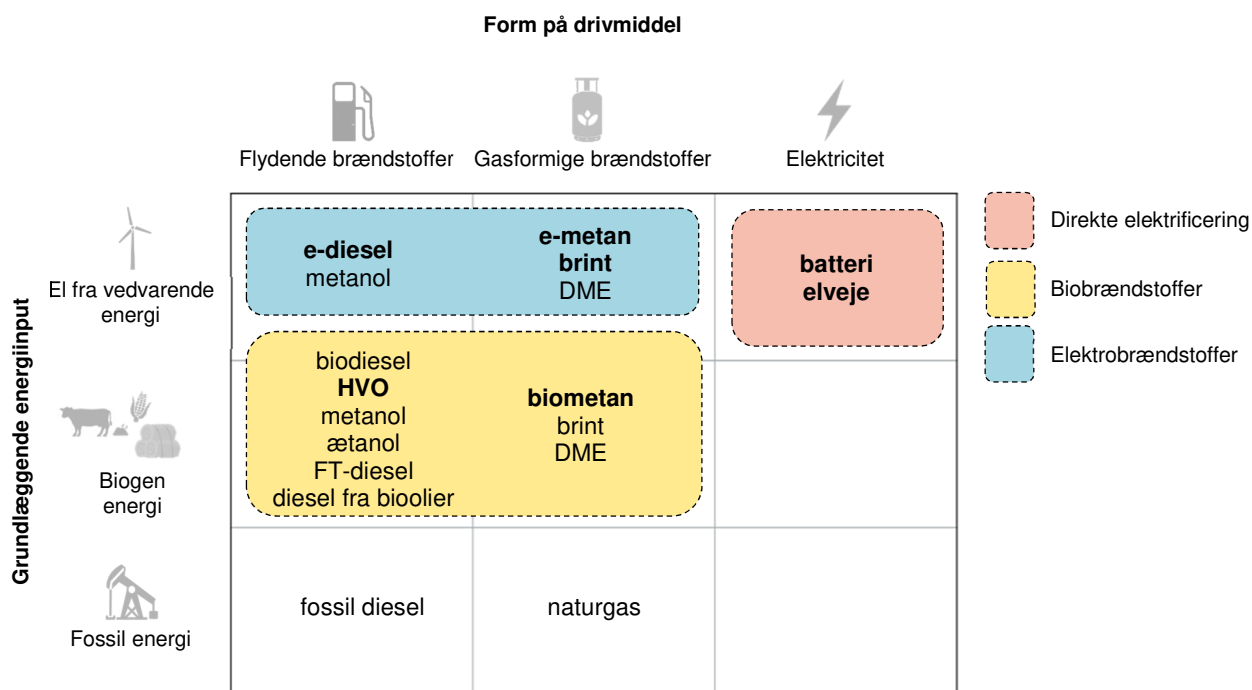 Form på drivmiddel
Flydende brændstoffer
Gasformige brændstoffer
Elektricitet
Grundlæggende energiinput
El fra vedvarende
energi
e-diesel
metanol
e-metan
brint
DME
batteri
elveje
Biogen
energi
biodiesel
HVO
metanol
ætanol
FT-diesel
diesel fra bioolier
biometan
brint
DME
Fossil energi
fossil diesel
naturgas
Direkte elektrificering
Biobrændstoffer
Elektrobrændstoffer